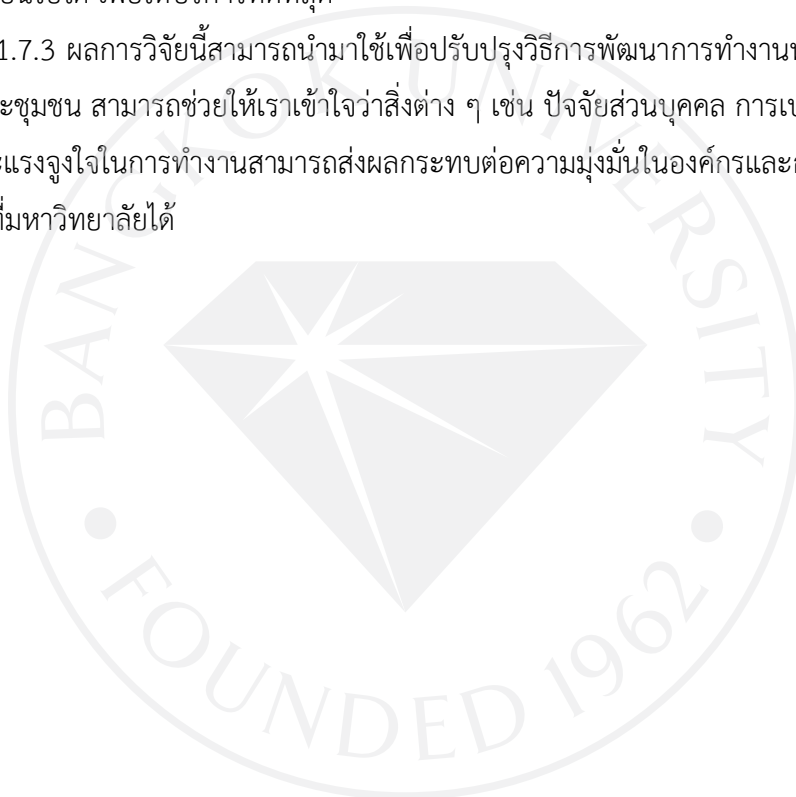 1.7.3 ผลการวิจัยนี้สามารถนำมาใช้เพื่อปรับปรุงวิธีการพัฒนาการทำงาน
ะชุมชน สามารถช่วยให้เราเข้าใจว่าสิ่งต่าง ๆ เช่น ปัจจัยส่วนบุคคล การเ
ะแรงจูงใจในการทำงานสามารถส่งผลกระทบต่อความมุ่งมั่นในองค์กรและ
ที่มหาวิทยาลัยได้
BANGKOK UNIVERSITY
FOUNDED 1962